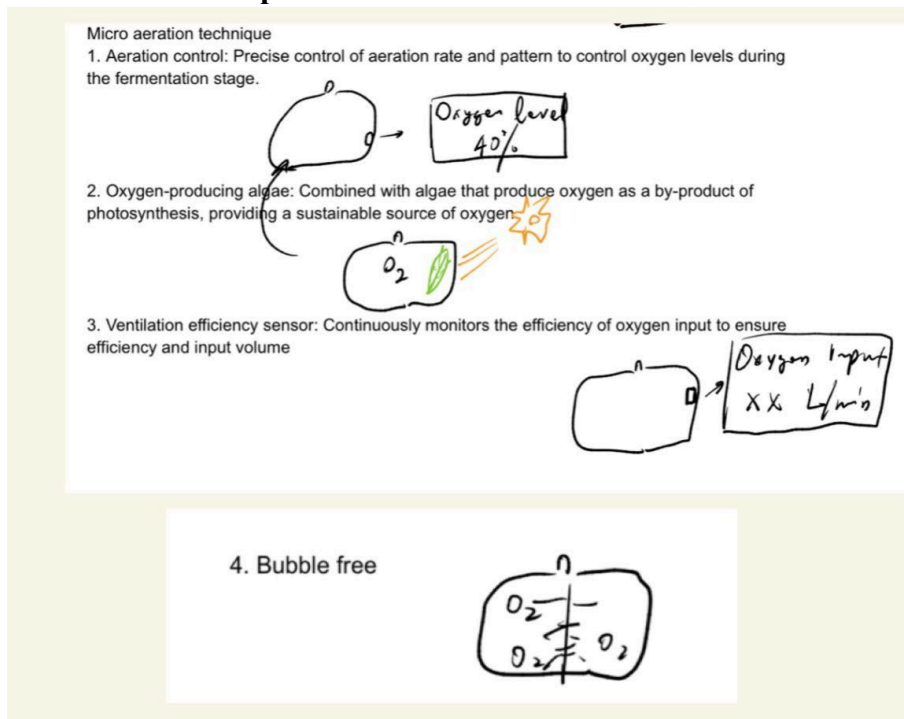 Micro aeration technique
1. Aeration control: Precise control of aeration rate and pattern to control oxygen levels during
the fermentation stage.
Oxygen level
40%
2. Oxygen-producing algae: Combined with algae that produce oxygen as a by-product of
photosynthesis, providing a sustainable source of oxygen.
O2
3. Ventilation efficiency sensor: Continuously monitors the efficiency of oxygen input to ensure
efficiency and input volume
Oxygen Input
XX L/min
4. Bubble free
O2
O2 O2